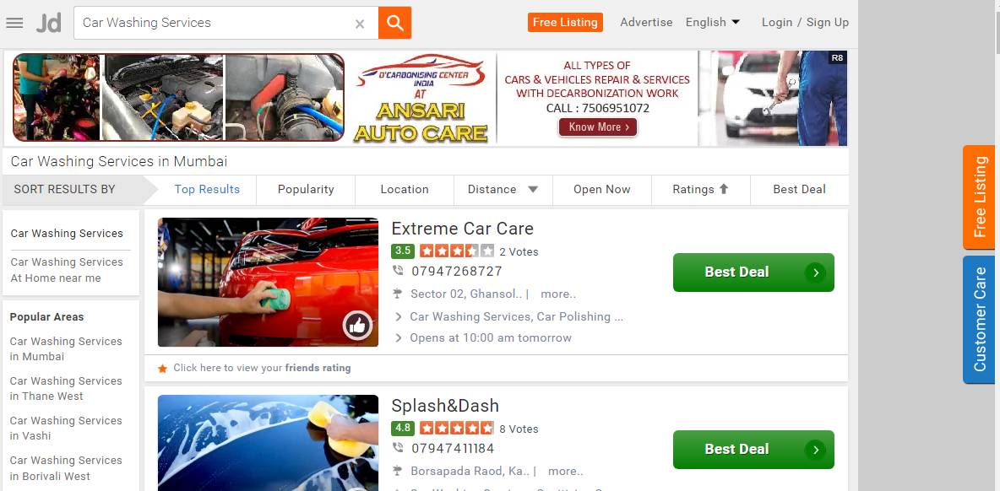 Jd
Car Washing Services
Free Listing
Advertise
English
Login / Sign Up
D'CARBONISING CENTER
INDIA
AT
ANSARI
AUTO CARE
ALL TYPES OF
CARS & VEHICLES REPAIR & SERVICES
WITH DECARBONIZATION WORK
CALL : 7506951072
Know More ›
R8
Car Washing Services in Mumbai
SORT RESULTS BY
Top Results
Popularity
Location
Distance
Open Now
Ratings
Best Deal
Car Washing Services
Car Washing Services
At Home near me
Popular Areas
Car Washing Services
in Mumbai
Car Washing Services
in Thane West
Car Washing Services
in Vashi
Car Washing Services
in Borivali West
Extreme Car Care
3.5 2 Votes
07947268727
Sector 02, Ghansol.. | more..
Car Washing Services, Car Polishing ...
Opens at 10:00 am tomorrow
Best Deal
Click here to view your friends rating
Splash&Dash
4.8 8 Votes
07947411184
Borsapada Raod, Ka.. | more..
Best Deal
Free Listing
Customer Care